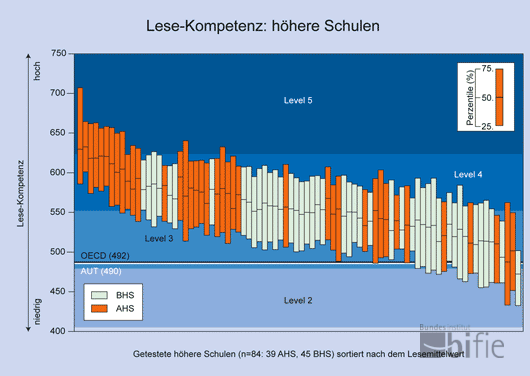 Lese-Kompetenz: höhere Schulen
750
700
650
600
550
500
450
400
hoch
Lese-Kompetenz
niedrig
Level 5
Level 4
Level 3
Level 2
OECD (492)
AUT (490)
BHS
AHS
Perzentile (%)
75.
50.
25.
Bundesinstitut
bifie
Getestete höhere Schulen (n=84: 39 AHS, 45 BHS) sortiert nach dem Lesemittelwert